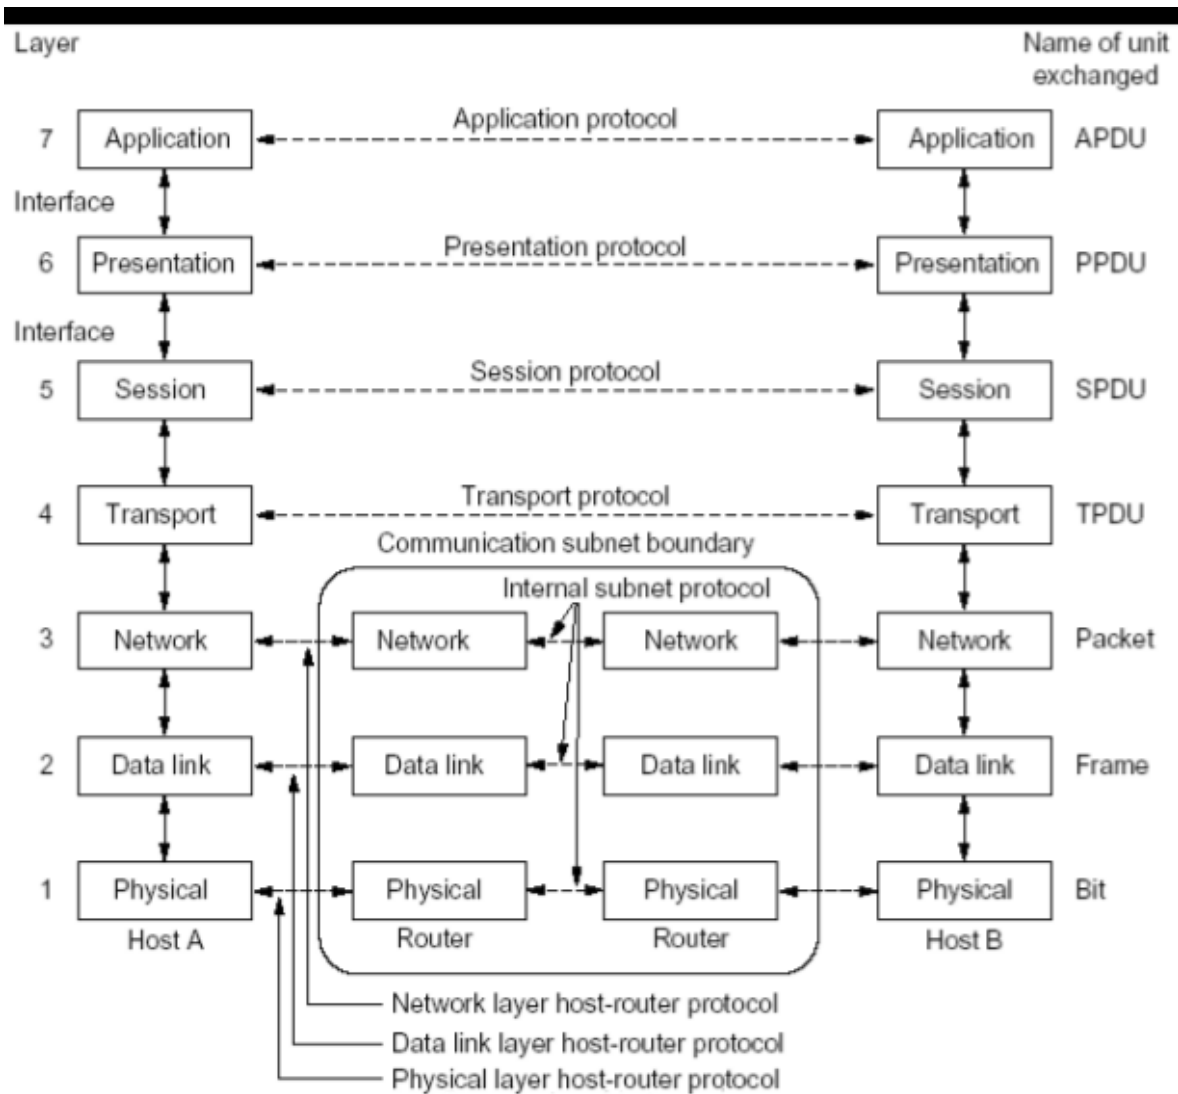 Layer
Name of unit
exchanged
7 Application Application protocol Application APDU
Interface
6 Presentation Presentation protocol Presentation PPDU
Interface
5 Session Session protocol Session SPDU
4 Transport Transport protocol Transport TPDU
Communication subnet boundary
Internal subnet protocol
3 Network Network Network Network Packet
2 Data link Data link Data link Data link Frame
1 Physical Physical Physical Physical Bit
Host A Router Router Host B
Network layer host-router protocol
Data link layer host-router protocol
Physical layer host-router protocol